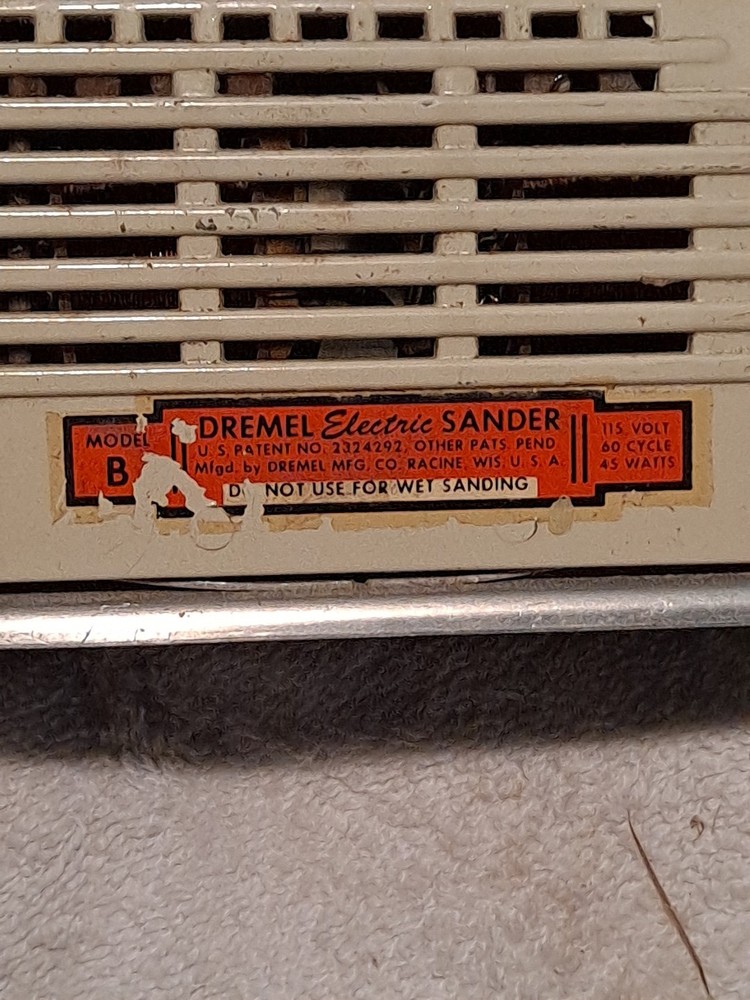 MODEL
B
DREMEL Electric SANDER
U. S. PATENT NO. 2324292, OTHER PATS. PEND.
Mfgd. by DREMEL MFG. CO. RACINE, WIS. U. S. A.
DO NOT USE FOR WET SANDING
115 VOLT
60 CYCLE
45 WATTS